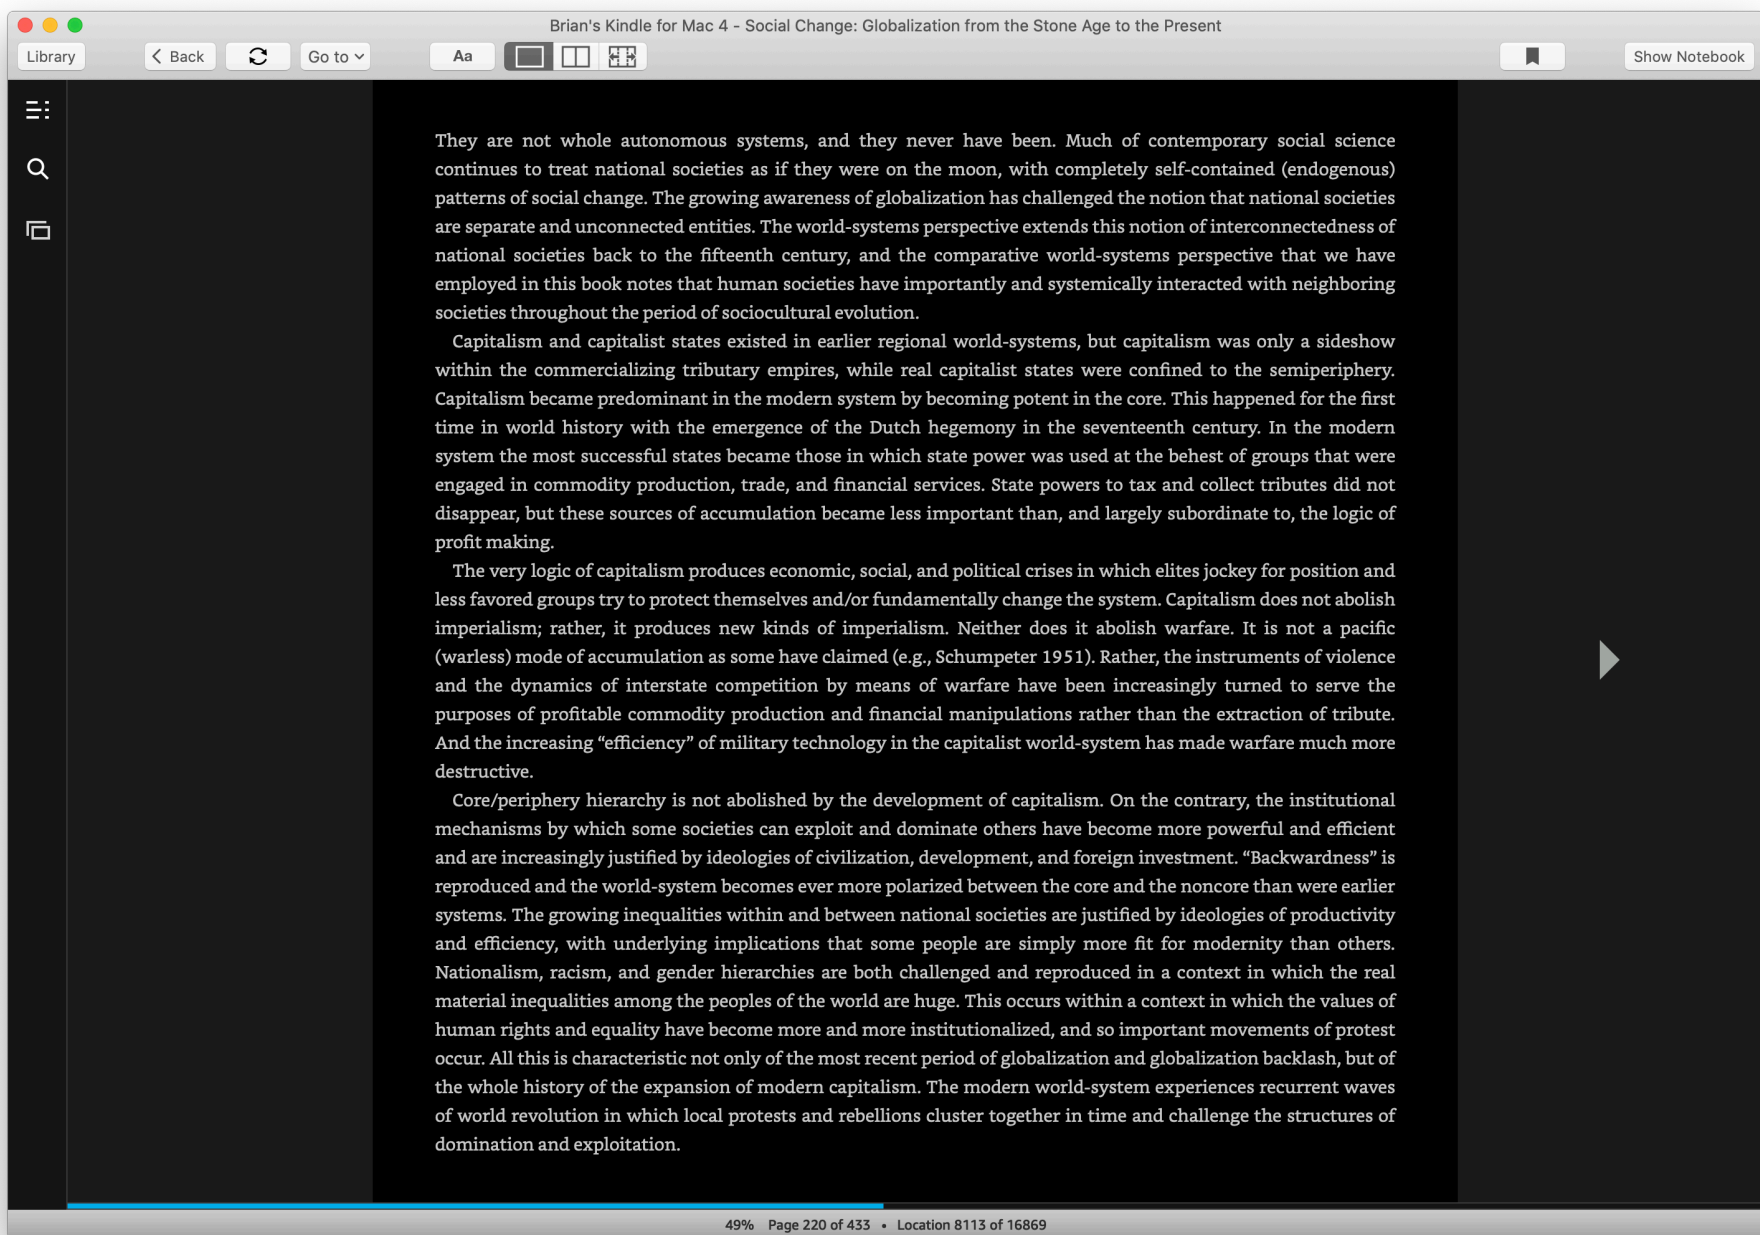 Brian's Kindle for Mac 4 - Social Change: Globalization from the Stone Age to the Present
Library
Back
Go to
Aa
Show Notebook
They are not whole autonomous systems, and they never have been. Much of contemporary social science
continues to treat national societies as if they were on the moon, with completely self-contained (endogenous)
patterns of social change. The growing awareness of globalization has challenged the notion that national societies
are separate and unconnected entities. The world-systems perspective extends this notion of interconnectedness of
national societies back to the fifteenth century, and the comparative world-systems perspective that we have
employed in this book notes that human societies have importantly and systemically interacted with neighboring
societies throughout the period of sociocultural evolution.
Capitalism and capitalist states existed in earlier regional world-systems, but capitalism was only a sideshow
within the commercializing tributary empires, while real capitalist states were confined to the semiperiphery.
Capitalism became predominant in the modern system by becoming potent in the core. This happened for the first
time in world history with the emergence of the Dutch hegemony in the seventeenth century. In the modern
system the most successful states became those in which state power was used at the behest of groups that were
engaged in commodity production, trade, and financial services. State powers to tax and collect tributes did not
disappear, but these sources of accumulation became less important than, and largely subordinate to, the logic of
profit making.
The very logic of capitalism produces economic, social, and political crises in which elites jockey for position and
less favored groups try to protect themselves and/or fundamentally change the system. Capitalism does not abolish
imperialism; rather, it produces new kinds of imperialism. Neither does it abolish warfare. It is not a pacific
(warless) mode of accumulation as some have claimed (e.g., Schumpeter 1951). Rather, the instruments of violence
and the dynamics of interstate competition by means of warfare have been increasingly turned to serve the
purposes of profitable commodity production and financial manipulations rather than the extraction of tribute.
And the increasing “efficiency” of military technology in the capitalist world-system has made warfare much more
destructive.
Core/periphery hierarchy is not abolished by the development of capitalism. On the contrary, the institutional
mechanisms by which some societies can exploit and dominate others have become more powerful and efficient
and are increasingly justified by ideologies of civilization, development, and foreign investment. “Backwardness” is
reproduced and the world-system becomes ever more polarized between the core and the noncore than were earlier
systems. The growing inequalities within and between national societies are justified by ideologies of productivity
and efficiency, with underlying implications that some people are simply more fit for modernity than others.
Nationalism, racism, and gender hierarchies are both challenged and reproduced in a context in which the real
material inequalities among the peoples of the world are huge. This occurs within a context in which the values of
human rights and equality have become more and more institutionalized, and so important movements of protest
occur. All this is characteristic not only of the most recent period of globalization and globalization backlash, but of
the whole history of the expansion of modern capitalism. The modern world-system experiences recurrent waves
of world revolution in which local protests and rebellions cluster together in time and challenge the structures of
domination and exploitation.
49% Page 220 of 433 • Location 8113 of 16869